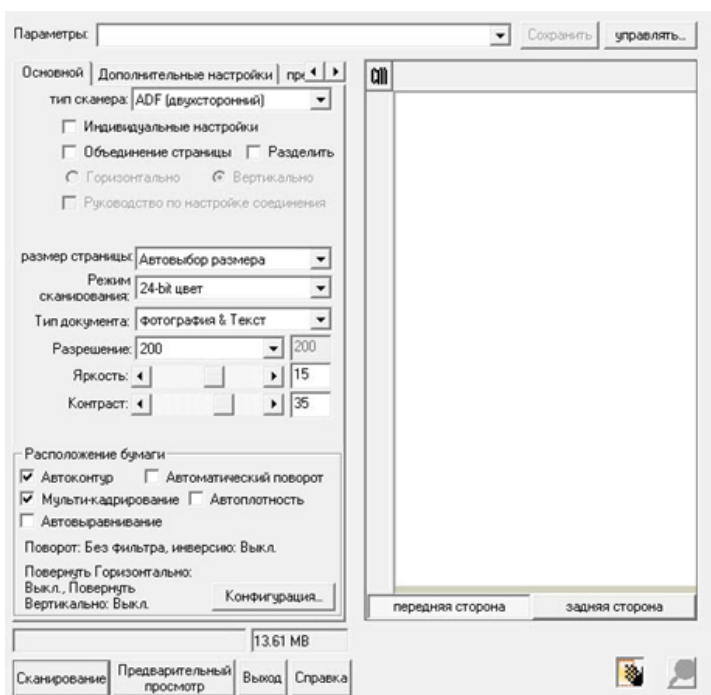 Параметры: Сохранить управлять...
Основной Дополнительные настройки
тип сканера: ADF (двухсторонний)
Индивидуальные настройки
Объединение страницы Разделить
Горизонтально Вертикально
Руководство по настройке соединения
размер страницы: Автовыбор размера
Режим
сканирования: 24-bit цвет
Тип документа: Фотография & Текст
Разрешение: 200 200
Яркость: 15
Контраст: 35
Расположение бумаги
Автоконтур Автоматический поворот
Мульти-кадрирование Автоплотность
Автовыравнивание
Поворот: Без фильтра, инверсию: Выкл.
Повернуть Горизонтально:
Выкл., Повернуть
Вертикально: Выкл.
Конфигурация...
передняя сторона задняя сторона
13.61 MB
Сканирование Предварительный
просмотр Выход Справка